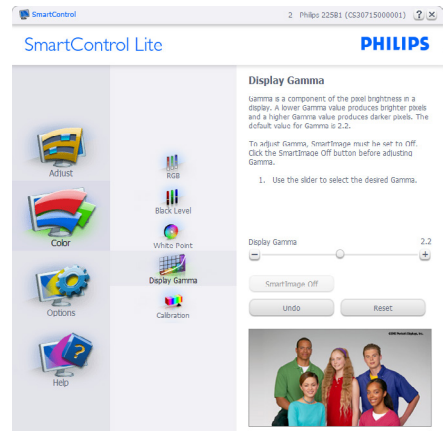 SmartControl
2 Philips 225B1 (CS30715000001)
SmartControl Lite
PHILIPS
Adjust
Color
Options
Help
RGB
Black Level
White Point
Display Gamma
Calibration
Display Gamma
Gamma is a component of the pixel brightness in a
display. A lower Gamma value produces brighter pixels
and a higher Gamma value produces darker pixels. The
default value for Gamma is 2.2.
To adjust Gamma, SmartImage must be set to Off.
Click the SmartImage Off button before adjusting
Gamma.
1. Use the slider to select the desired Gamma.
Display Gamma
2.2
SmartImage Off
Undo
Reset